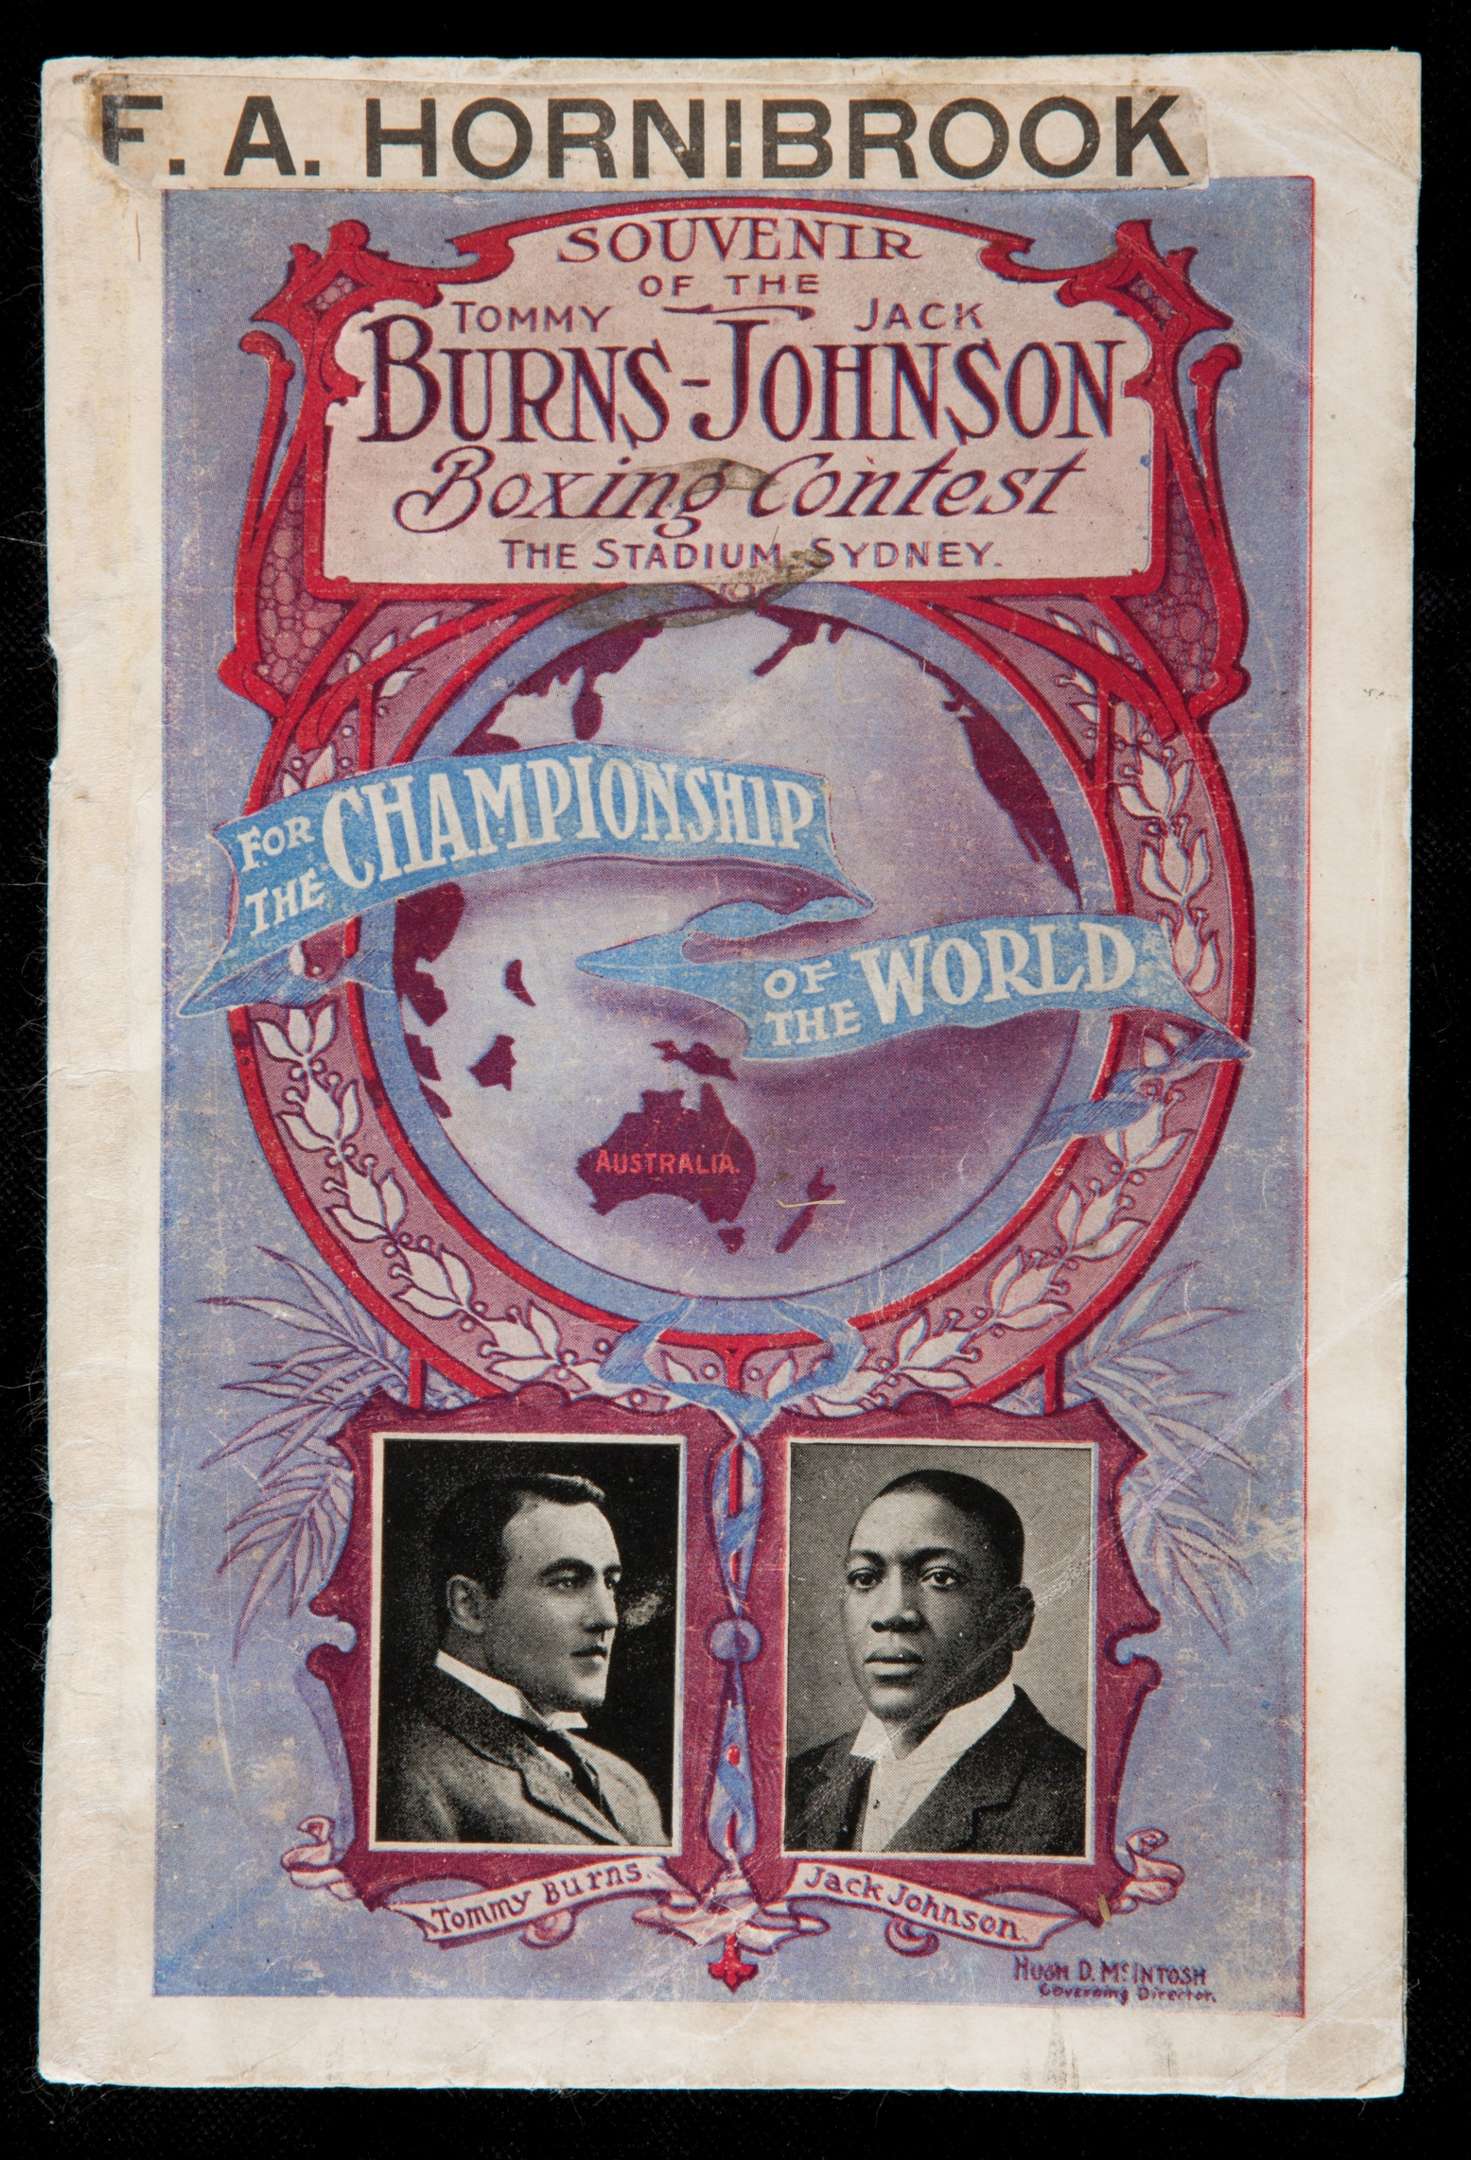 F. A. HORNIBROOK
SOUVENIR
OF THE
TOMMY JACK
BURNS-JOHNSON
Boxing Contest
THE STADIUM, SYDNEY.
FOR THE CHAMPIONSHIP
OF THE WORLD
AUSTRALIA.
Tommy Burns.
Jack Johnson.
HUGH D. McINTOSH
Governing Director.